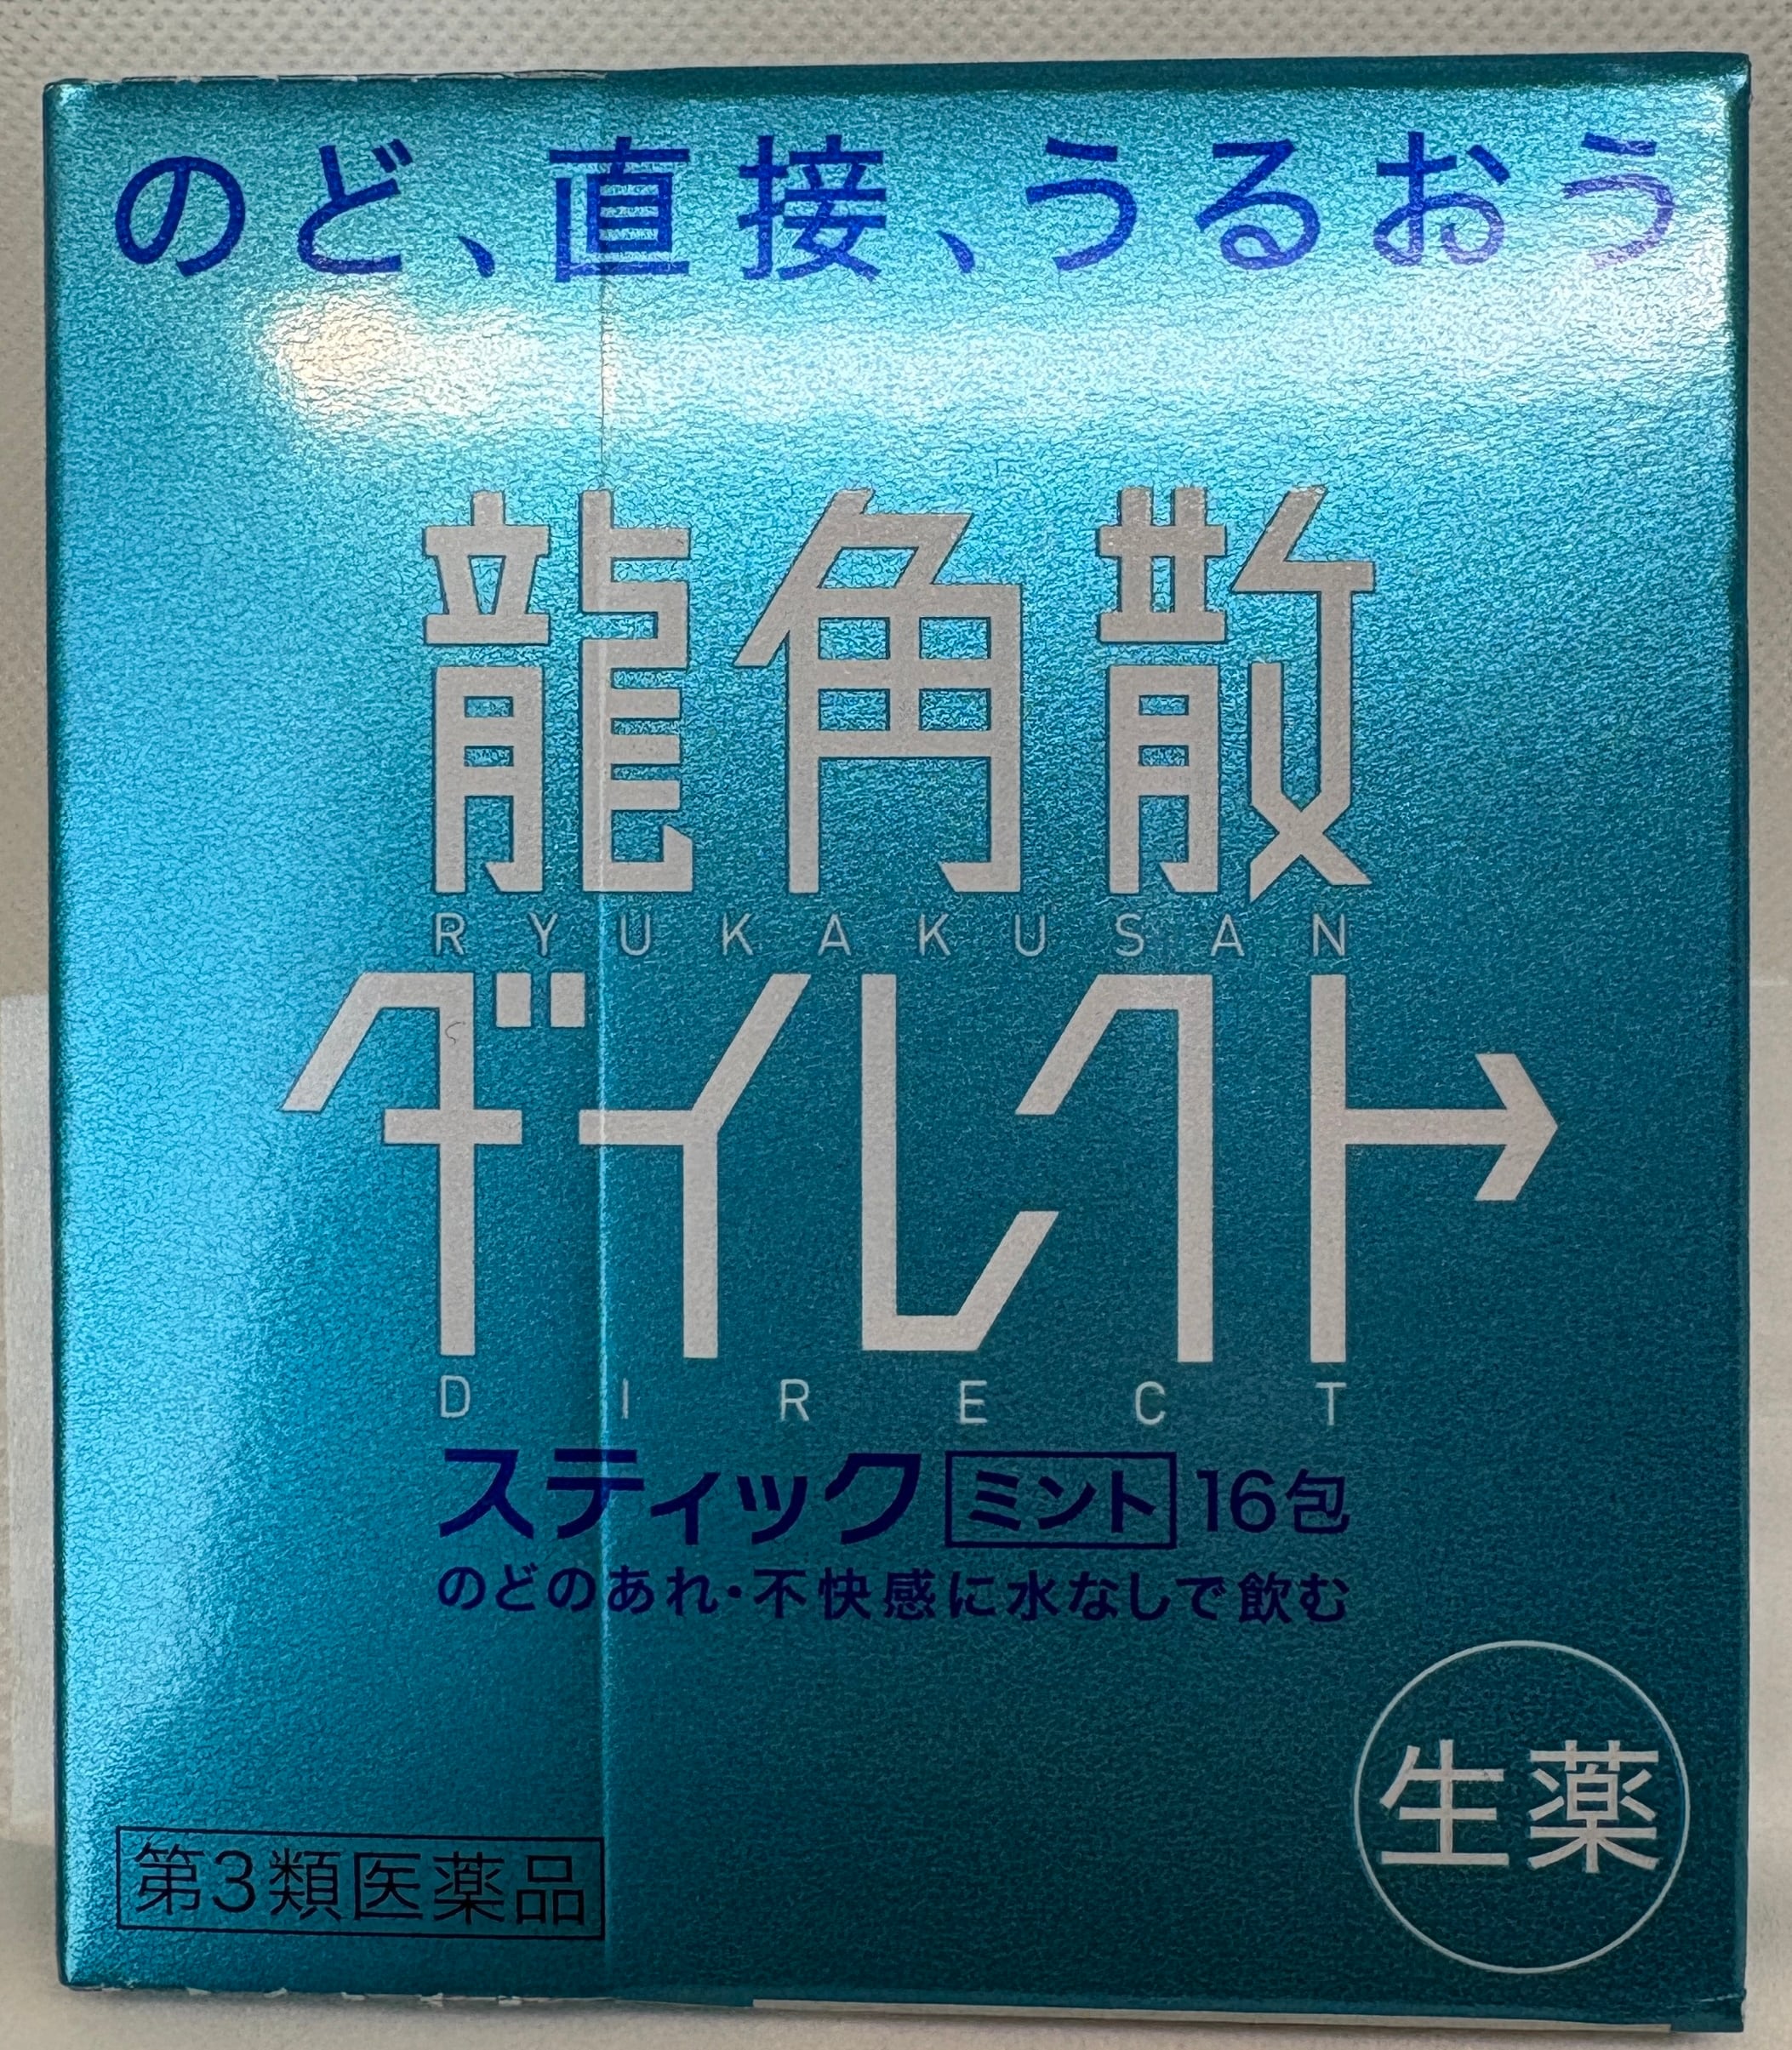 のど、直接、うるおう
龍角散
RYUKAKUSAN
ダイレクト
DIRECT
スティック ミント 16包
のどのあれ・不快感に水なしで飲む
生薬
第3類医薬品